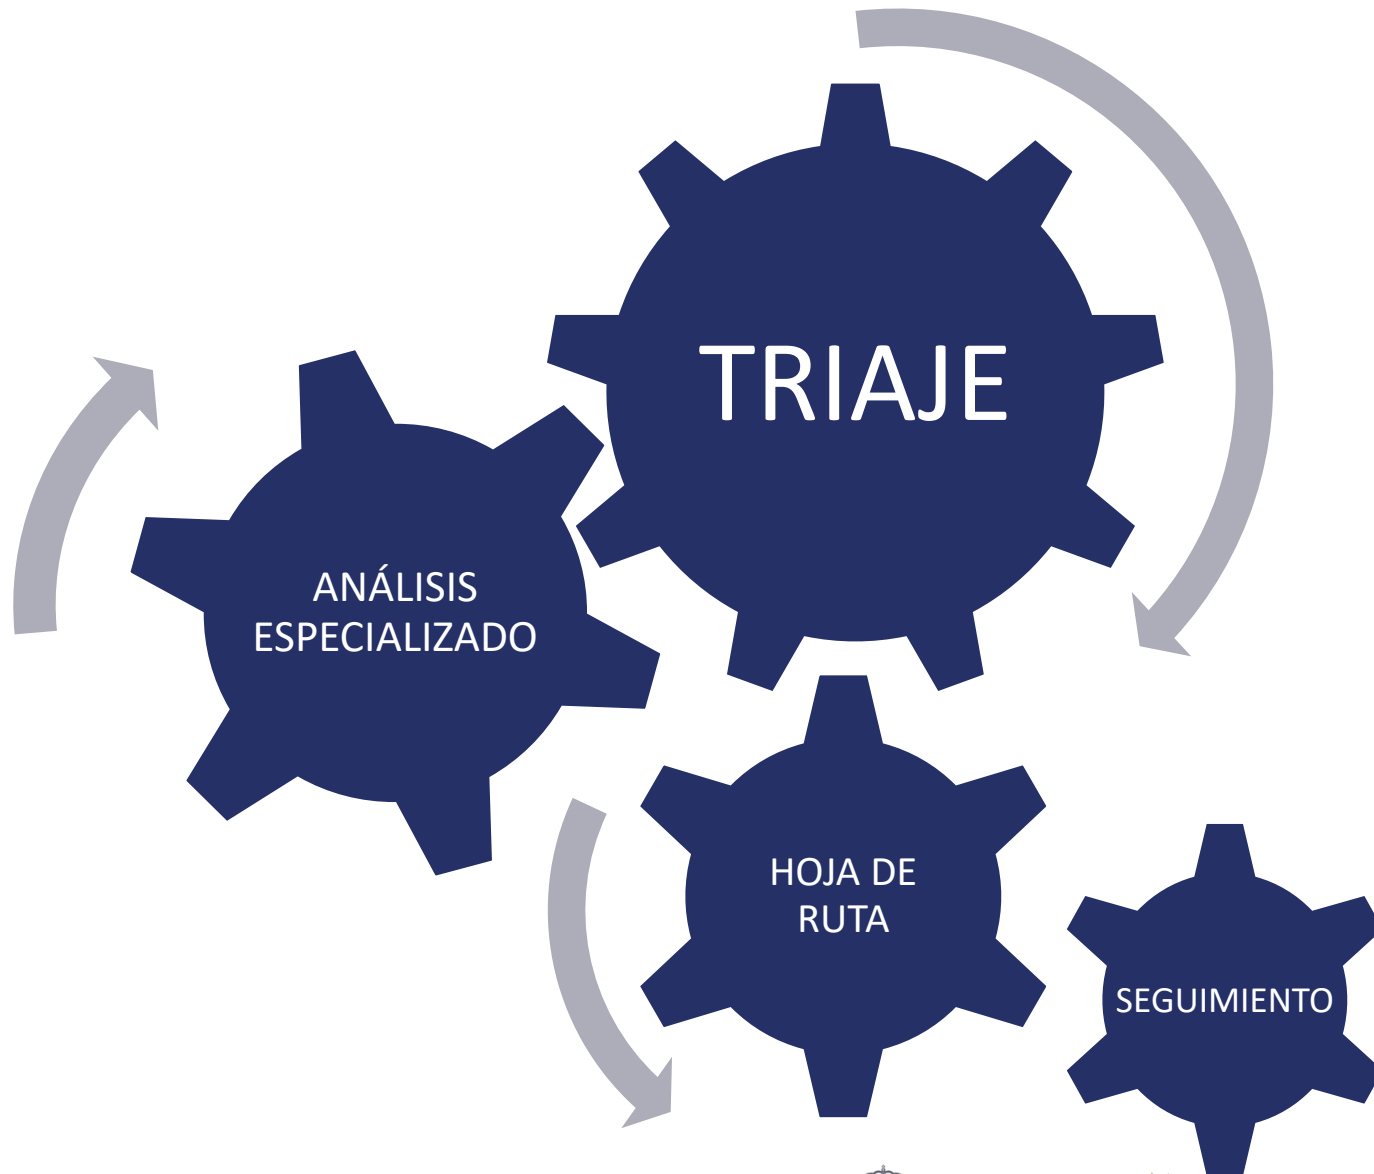 TRIAJE
ANÁLISIS
ESPECIALIZADO
HOJA DE
RUTA
SEGUIMIENTO